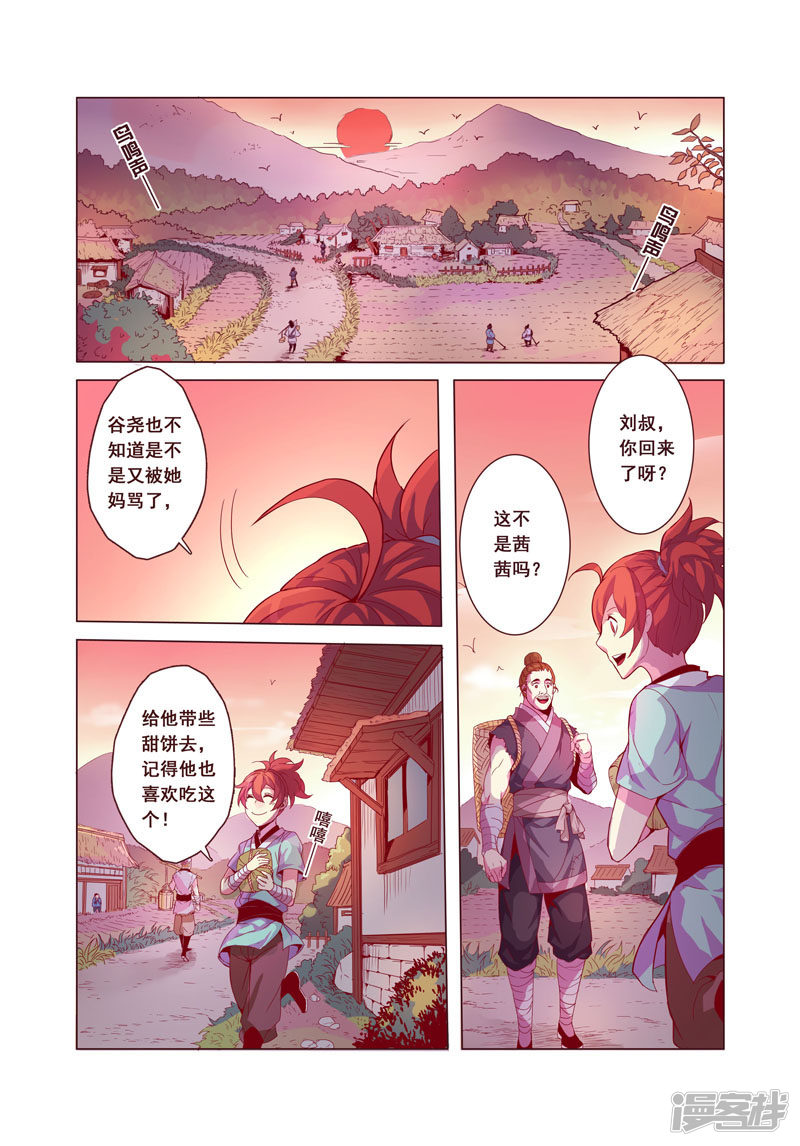 鸟鸣声——
鸟鸣声——
刘叔，
你回来
了呀？
这不
是茜
茜吗？
谷尧也不
知道是不
是又被她
妈骂了，
给他带些
甜饼去，
记得他也
喜欢吃这
个！
嘻嘻——
漫客栈